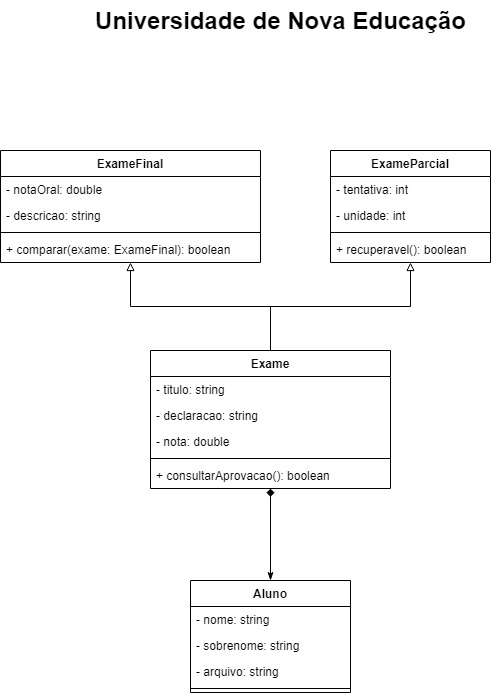 Universidade de Nova Educação
ExameFinal
- notaOral: double
- descricao: string
+ comparar(exame: ExameFinal): boolean
ExameParcial
- tentativa: int
- unidade: int
+ recuperavel(): boolean
Exame
- titulo: string
- declaracao: string
- nota: double
+ consultarAprovacao(): boolean
Aluno
- nome: string
- sobrenome: string
- arquivo: string